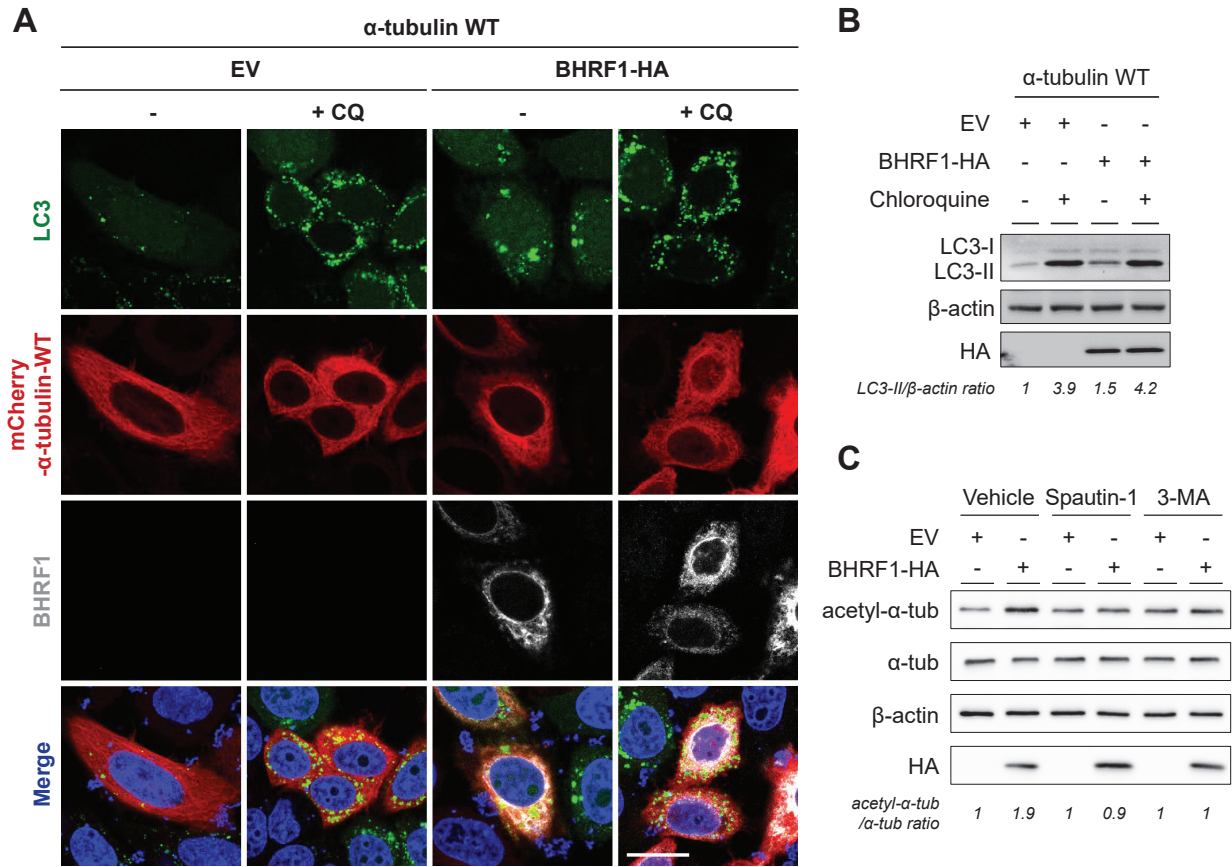 A
α-tubulin WT
EV BHRF1-HA
- + CQ - + CQ
LC3
mCherry
-α-tubulin-WT
BHRF1
Merge
B
α-tubulin WT
EV + + - -
BHRF1-HA - - + +
Chloroquine - + - +
LC3-I
LC3-II
β-actin
HA
LC3-II/β-actin ratio 1 3.9 1.5 4.2
C
Vehicle Spautin-1 3-MA
EV + - + - + -
BHRF1-HA - + - + - +
acetyl-α-tub
α-tub
β-actin
HA
acetyl-α-tub
/α-tub ratio 1 1.9 1 0.9 1 1